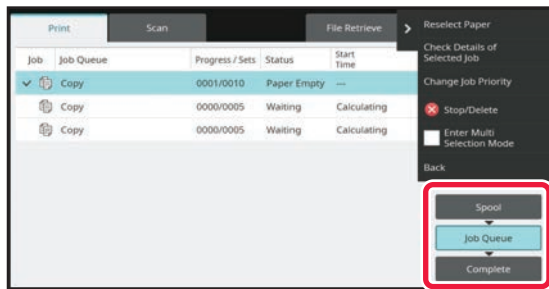 Print Scan File Retrieve
Job Job Queue Progress / Sets Status Start Time
Copy 0001/0010 Paper Empty ---
Copy 0000/0005 Waiting Calculating
Copy 0000/0005 Waiting Calculating
Reselect Paper
Check Details of
Selected Job
Change Job Priority
Stop/Delete
Enter Multi
Selection Mode
Back
Spool
Job Queue
Complete